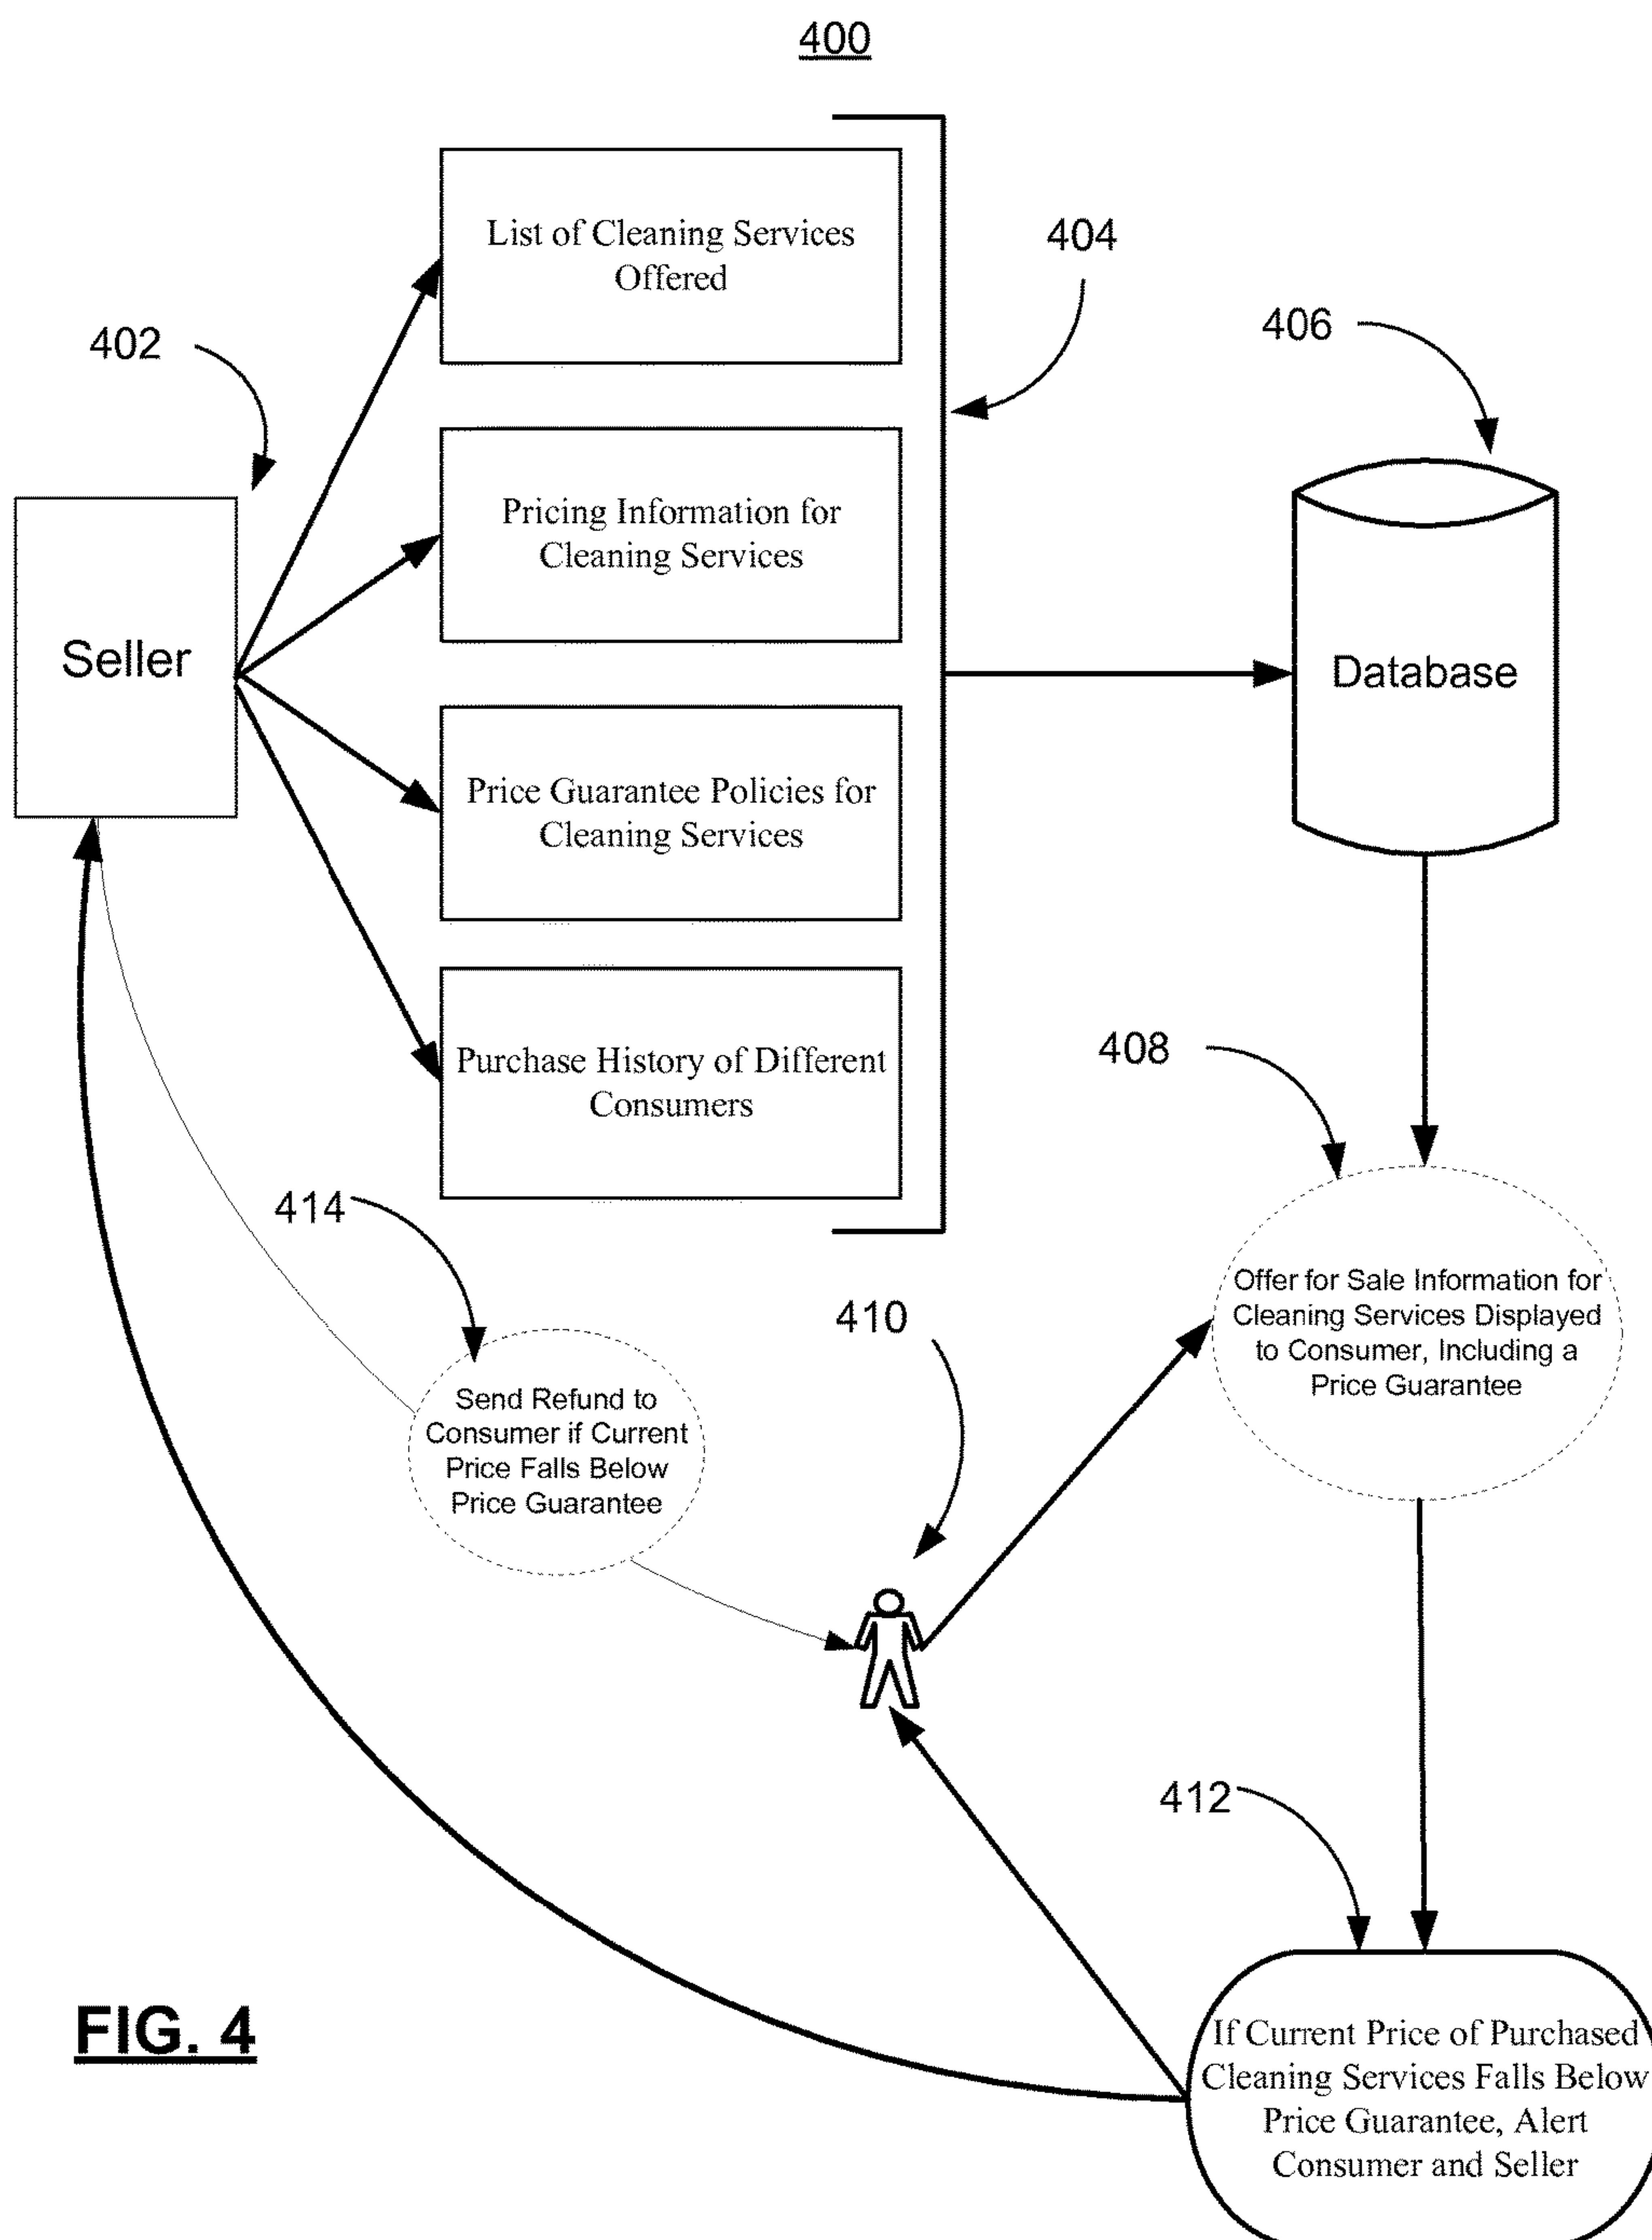 400
List of Cleaning Services
Offered
404
402
406
Pricing Information for
Cleaning Services
Seller
Database
Price Guarantee Policies for
Cleaning Services
408
Purchase History of Different
Consumers
414
410
Offer for Sale Information for
Cleaning Services Displayed
to Consumer, Including a
Price Guarantee
Send Refund to
Consumer if Current
Price Falls Below
Price Guarantee
412
FIG. 4
If Current Price of Purchased
Cleaning Services Falls Below
Price Guarantee, Alert
Consumer and Seller